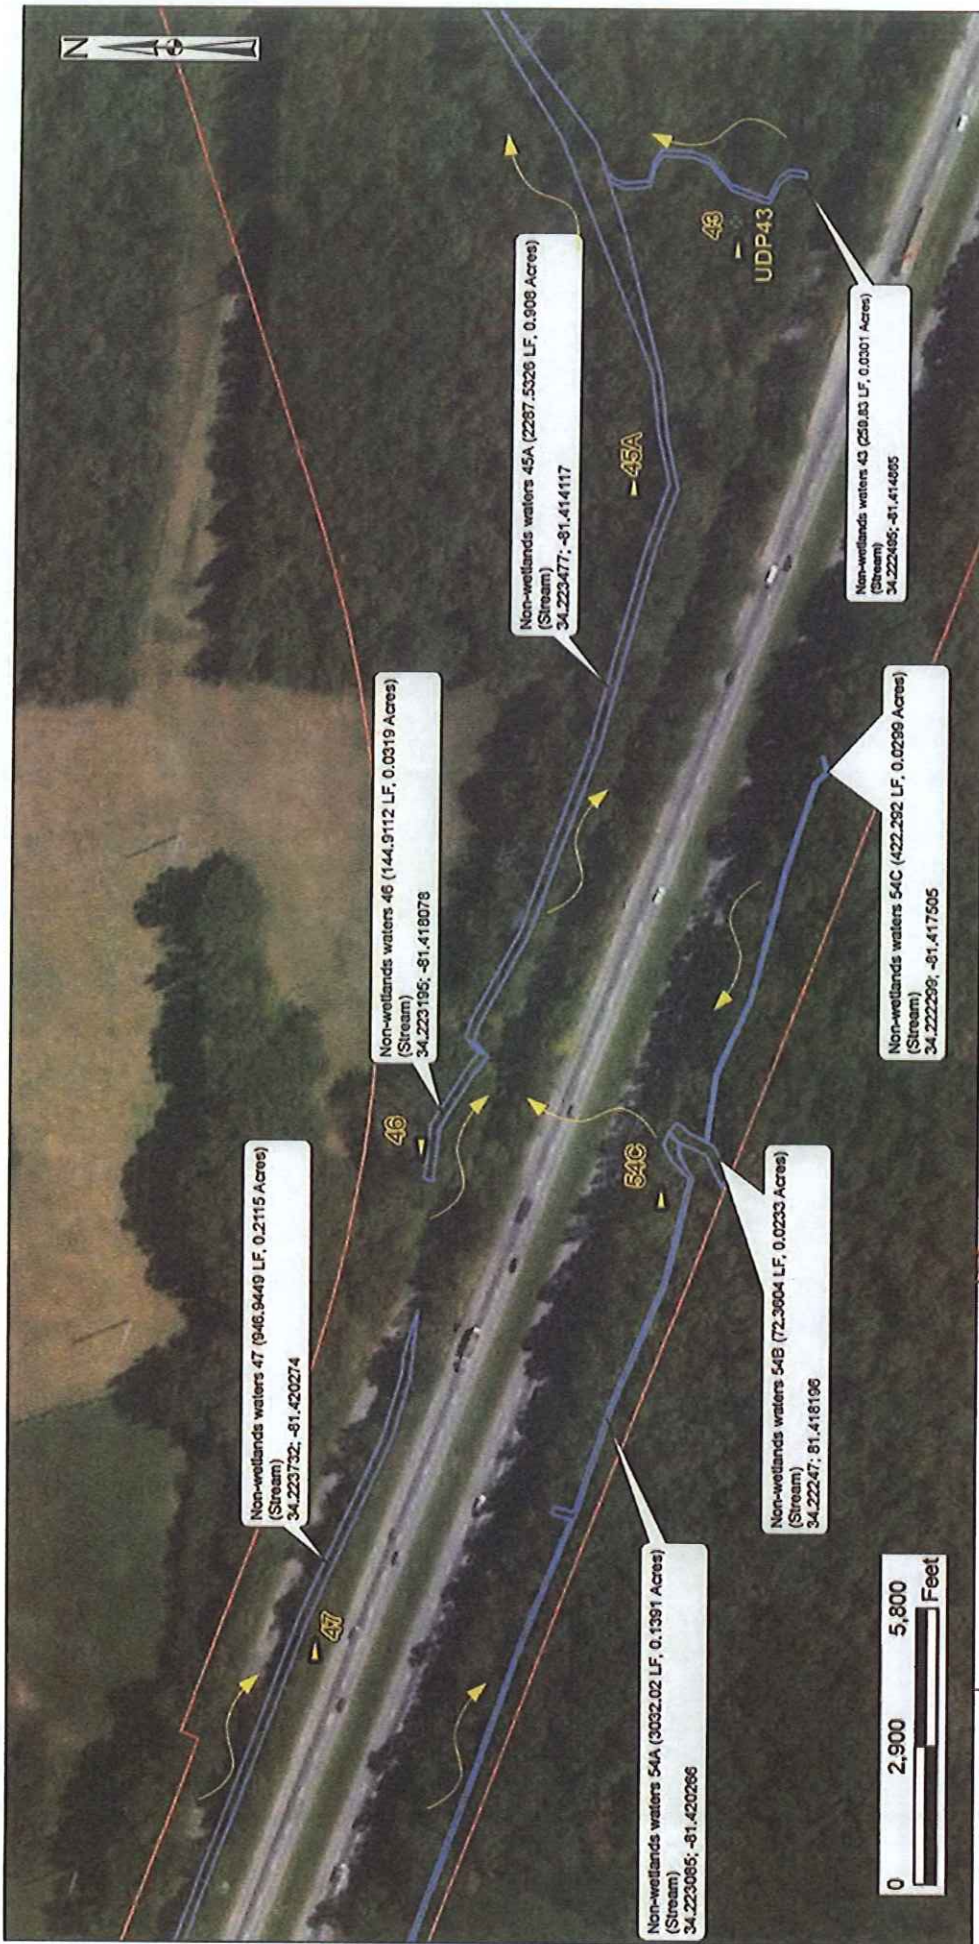 N
Non-wetlands waters 47 (946.9449 LF, 0.2115 Acres)
(Stream)
34.223732; -81.420274
47
Non-wetlands waters 46 (144.9112 LF, 0.0319 Acres)
(Stream)
34.223195; -81.418078
46
Non-wetlands waters 45A (2287.5326 LF, 0.908 Acres)
(Stream)
34.223477; -81.414117
45A
43
UDP43
Non-wetlands waters 43 (259.83 LF, 0.0301 Acres)
(Stream)
34.222495; -81.414865
54C
Non-wetlands waters 54A (3032.02 LF, 0.1391 Acres)
(Stream)
34.223085; -81.420266
Non-wetlands waters 54B (72.3604 LF, 0.0233 Acres)
(Stream)
34.22247; 81.418196
Non-wetlands waters 54C (422.292 LF, 0.0299 Acres)
(Stream)
34.222299; -81.417505
0 2,900 5,800
Feet